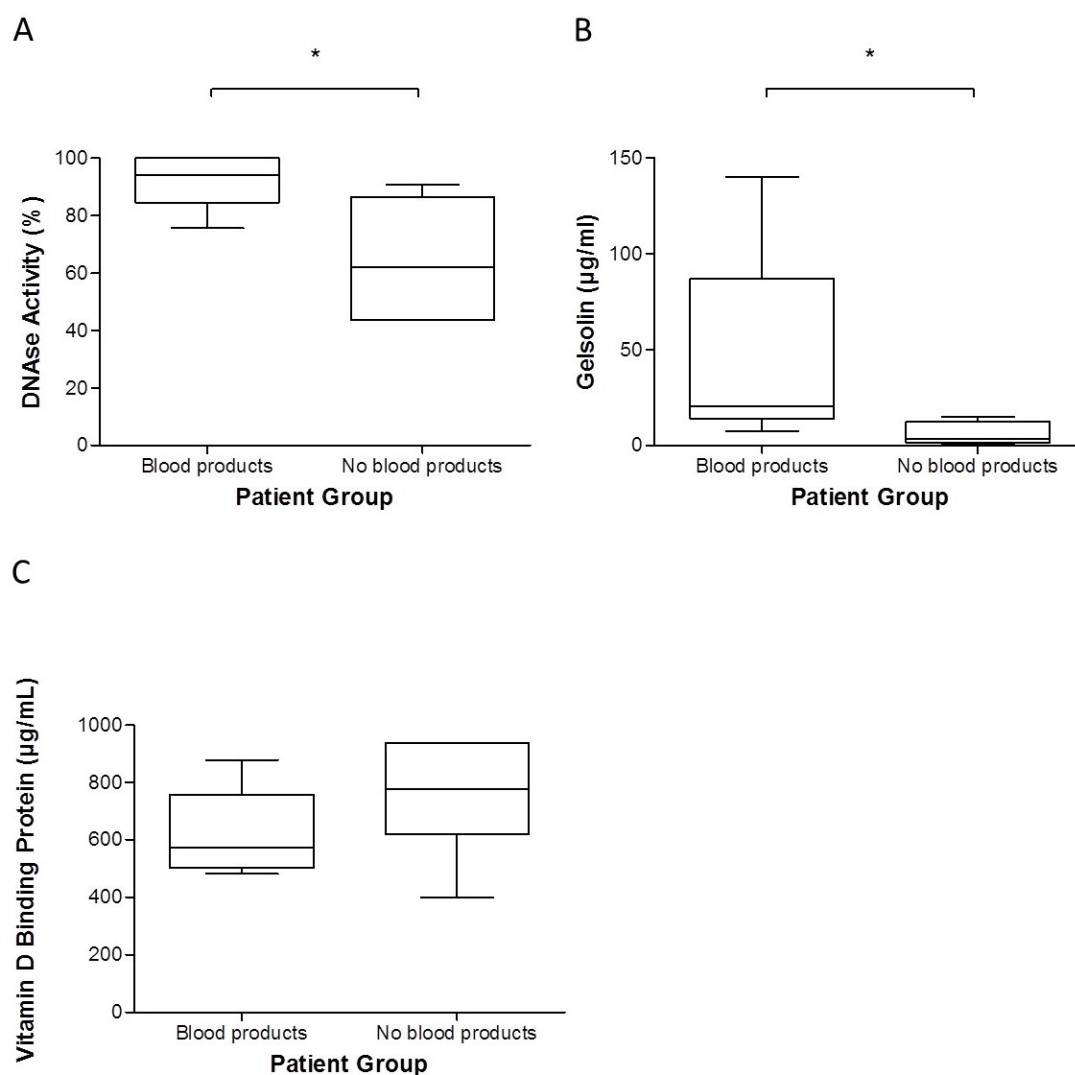 A
*
DNAse Activity (%)
100
80
60
40
20
0
Blood products No blood products
Patient Group
B
*
Gelsolin (µg/ml)
150
100
50
0
Blood products No blood products
Patient Group
C
Vitamin D Binding Protein (µg/mL)
1000
800
600
400
200
0
Blood products No blood products
Patient Group